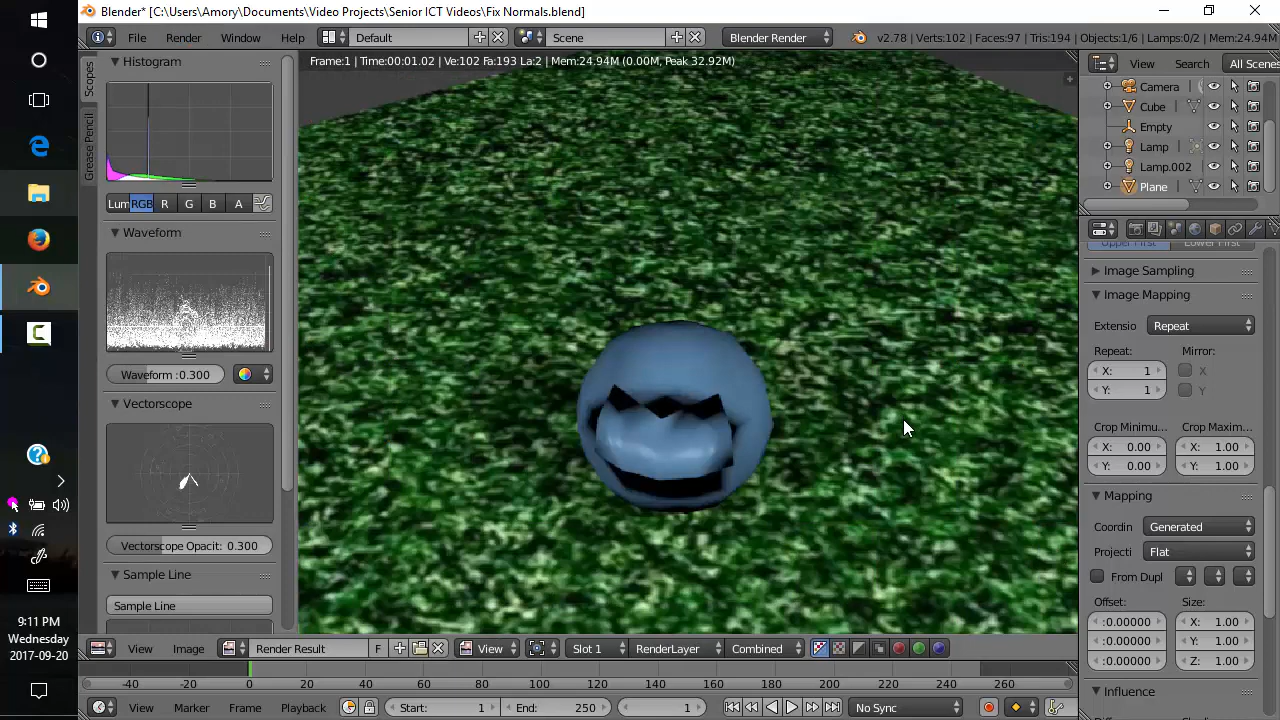 Blender* [C:\Users\Amory\Documents\Video Projects\Senior ICT Videos\Fix Normals.blend]
File Render Window Help Default Scene Blender Render v2.78 | Verts:102 | Faces:97 | Tris:194 | Objects:1/6 | Lamps:0/2 | Mem:24.94M
Frame:1 | Time:00:01.02 | Ve:102 Fa:193 La:2 | Mem:24.94M (0.00M, Peak 32.92M)
Scopes
Grease Pencil
Histogram
Lum RGB R G B A
Waveform
Waveform :0.300
Vectorscope
Vectorscope Opacit: 0.300
Sample Line
Sample Line
View Search All Scenes
Camera
Cube
Empty
Lamp
Lamp.002
Plane
Upper First Lower First
Image Sampling
Image Mapping
Extensio Repeat
Repeat: Mirror:
X: 1 X
Y: 1 Y
Crop Minimu... Crop Maxim...
X: 0.00 X: 1.00
Y: 0.00 Y: 1.00
Mapping
Coordin Generated
Projecti Flat
From Dupl
Offset: Size:
:0.00000 X: 1.00
:0.00000 Y: 1.00
:0.00000 Z: 1.00
Influence
View Image Render Result F View Slot 1 RenderLayer Combined
-40 -20 0 20 40 60 80 100 120 140 160 180 200 220 240 260
View Marker Frame Playback Start: 1 End: 250 1 No Sync
9:11 PM
Wednesday
2017-09-20